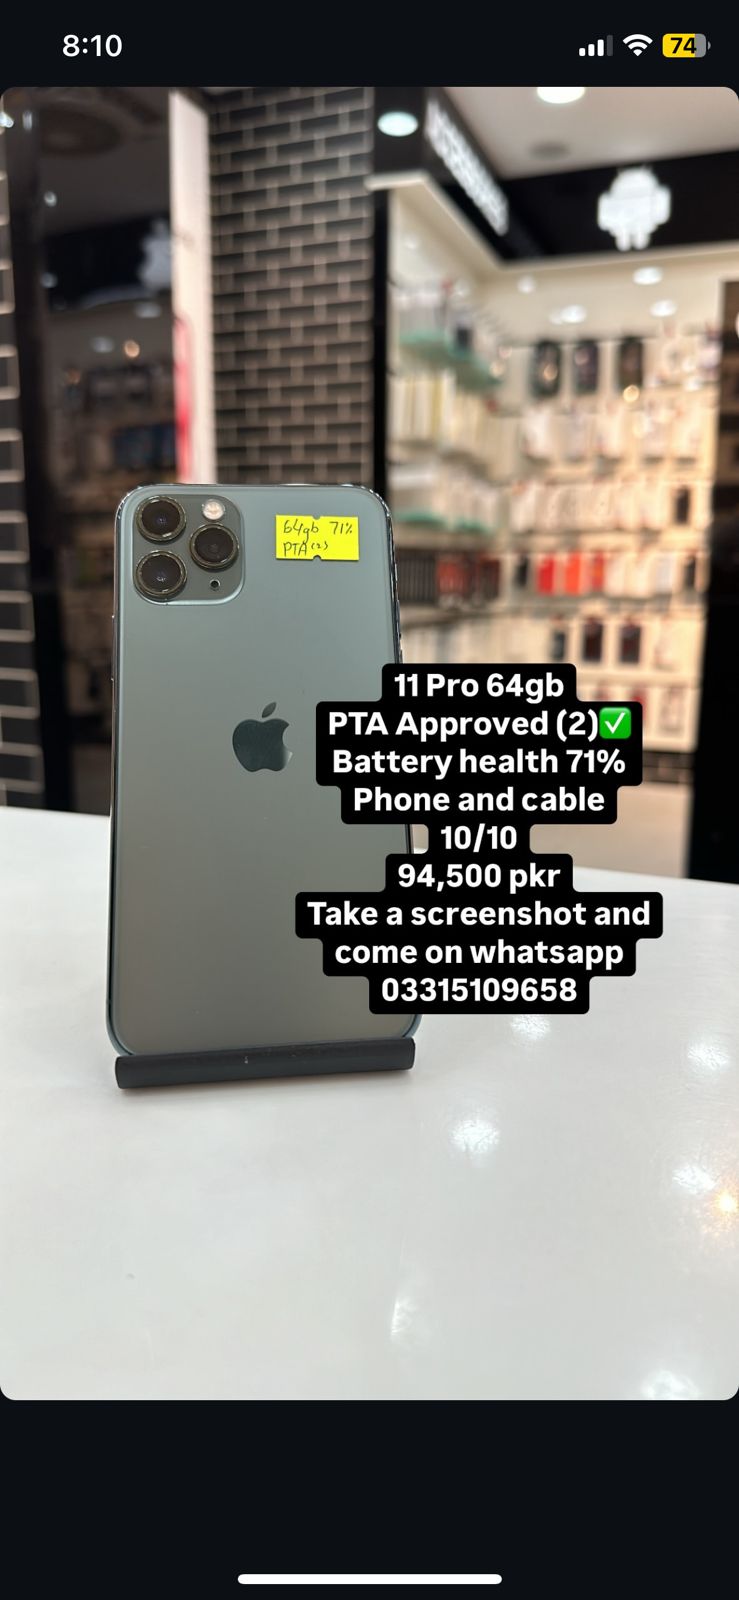 8:10
74
64gb 71%
PTA (2)
11 Pro 64gb
PTA Approved (2)✅
Battery health 71%
Phone and cable
10/10
94,500 pkr
Take a screenshot and
come on whatsapp
03315109658